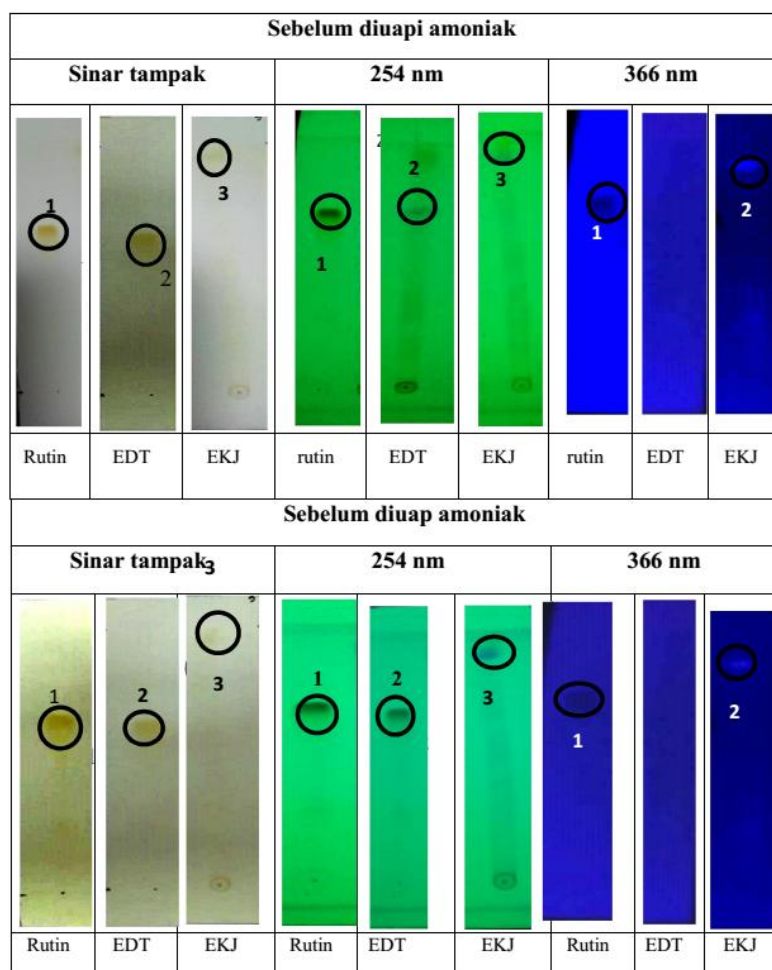 Sebelum diuapi amoniak
Sinar tampak 254 nm 366 nm
1 2 3 1 2 3 1 2
Rutin EDT EKJ rutin EDT EKJ rutin EDT EKJ
Sebelum diuap amoniak
Sinar tampak 3 254 nm 366 nm
1 2 3 1 2 3 1 2
Rutin EDT EKJ Rutin EDT EKJ Rutin EDT EKJ